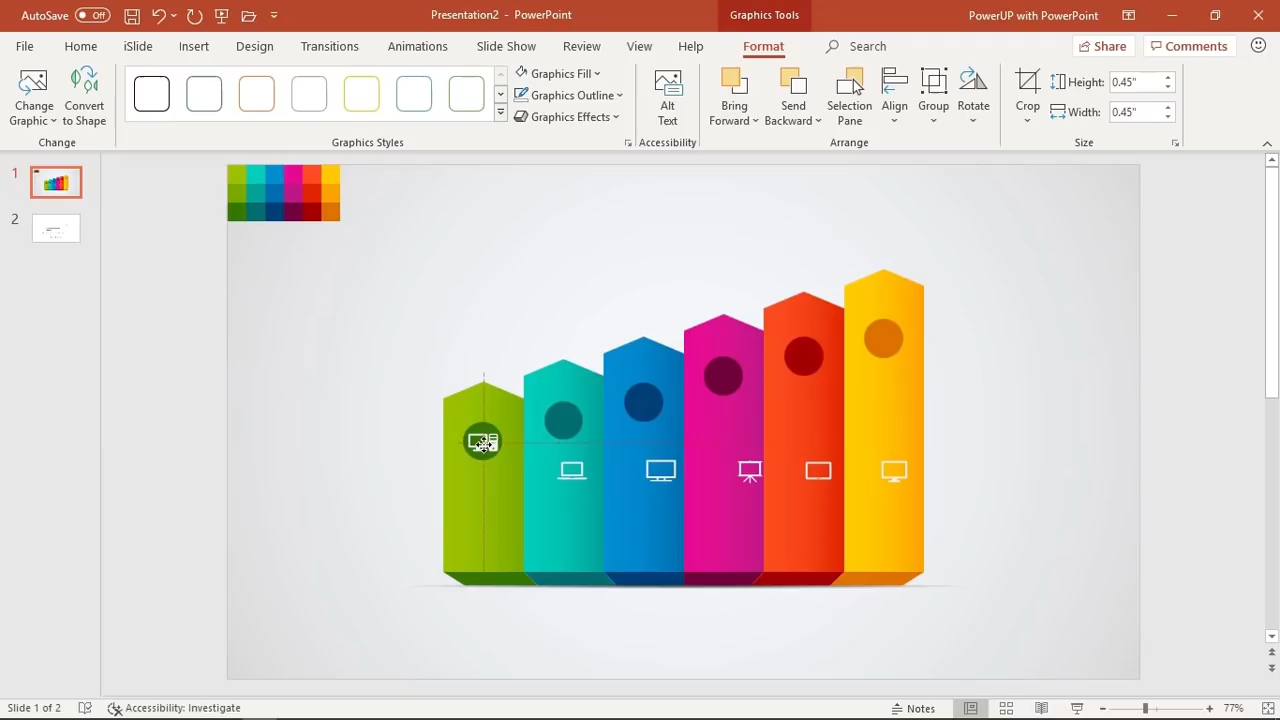 AutoSave Off
Presentation2 - PowerPoint
Graphics Tools
PowerUP with PowerPoint
File Home iSlide Insert Design Transitions Animations Slide Show Review View Help Format Search Share Comments
Change Graphic
Convert to Shape
Change
Graphics Fill
Graphics Outline
Graphics Effects
Graphics Styles
Alt Text
Accessibility
Bring Forward
Send Backward
Selection Pane
Align
Group
Rotate
Arrange
Crop
Height: 0.45"
Width: 0.45"
Size
1
2
Slide 1 of 2
Accessibility: Investigate
Notes
77%